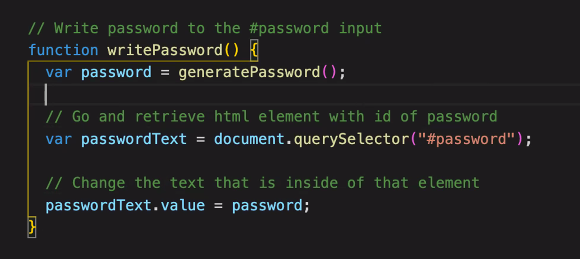 // Write password to the #password input
function writePassword() {
var password = generatePassword();
// Go and retrieve html element with id of password
var passwordText = document.querySelector("#password");
// Change the text that is inside of that element
passwordText.value = password;
}